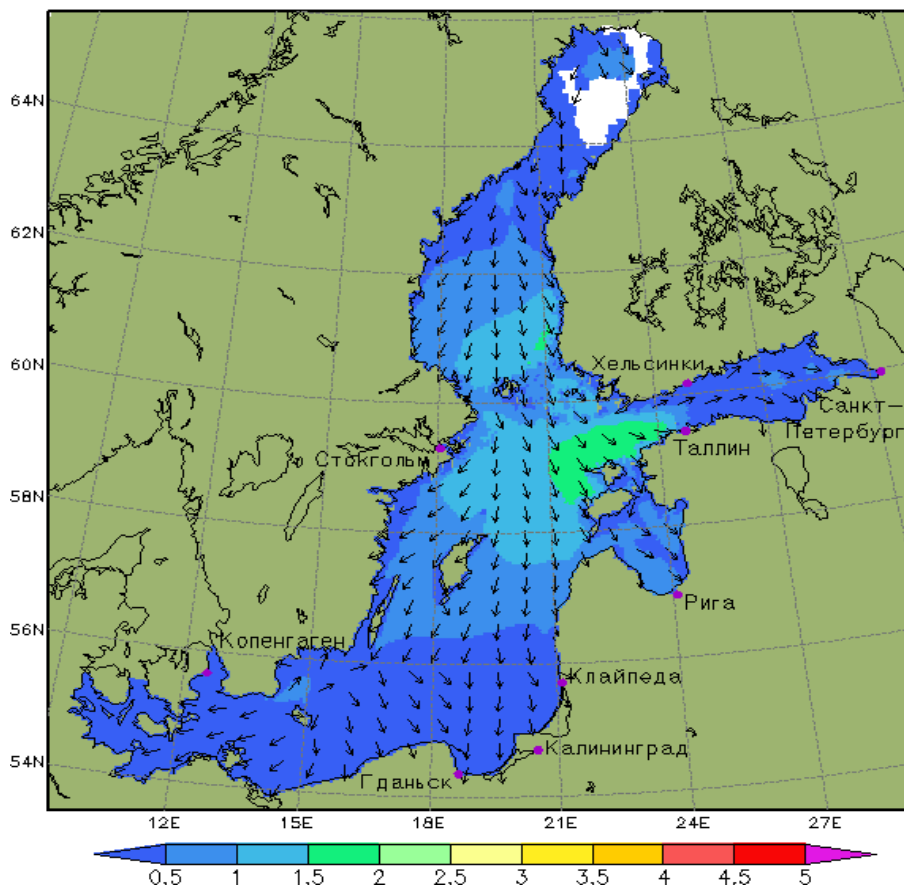 64N
62N
60N
Хельсинки
Санкт—
Петербург
Таллин
Стокгольм
58N
Рига
56N
Копенгаген
Клайпеда
54N
Калининград
Гданьск
12E 15E 18E 21E 24E 27E
0,5 1 1,5 2 2,5 3 3,5 4 4,5 5